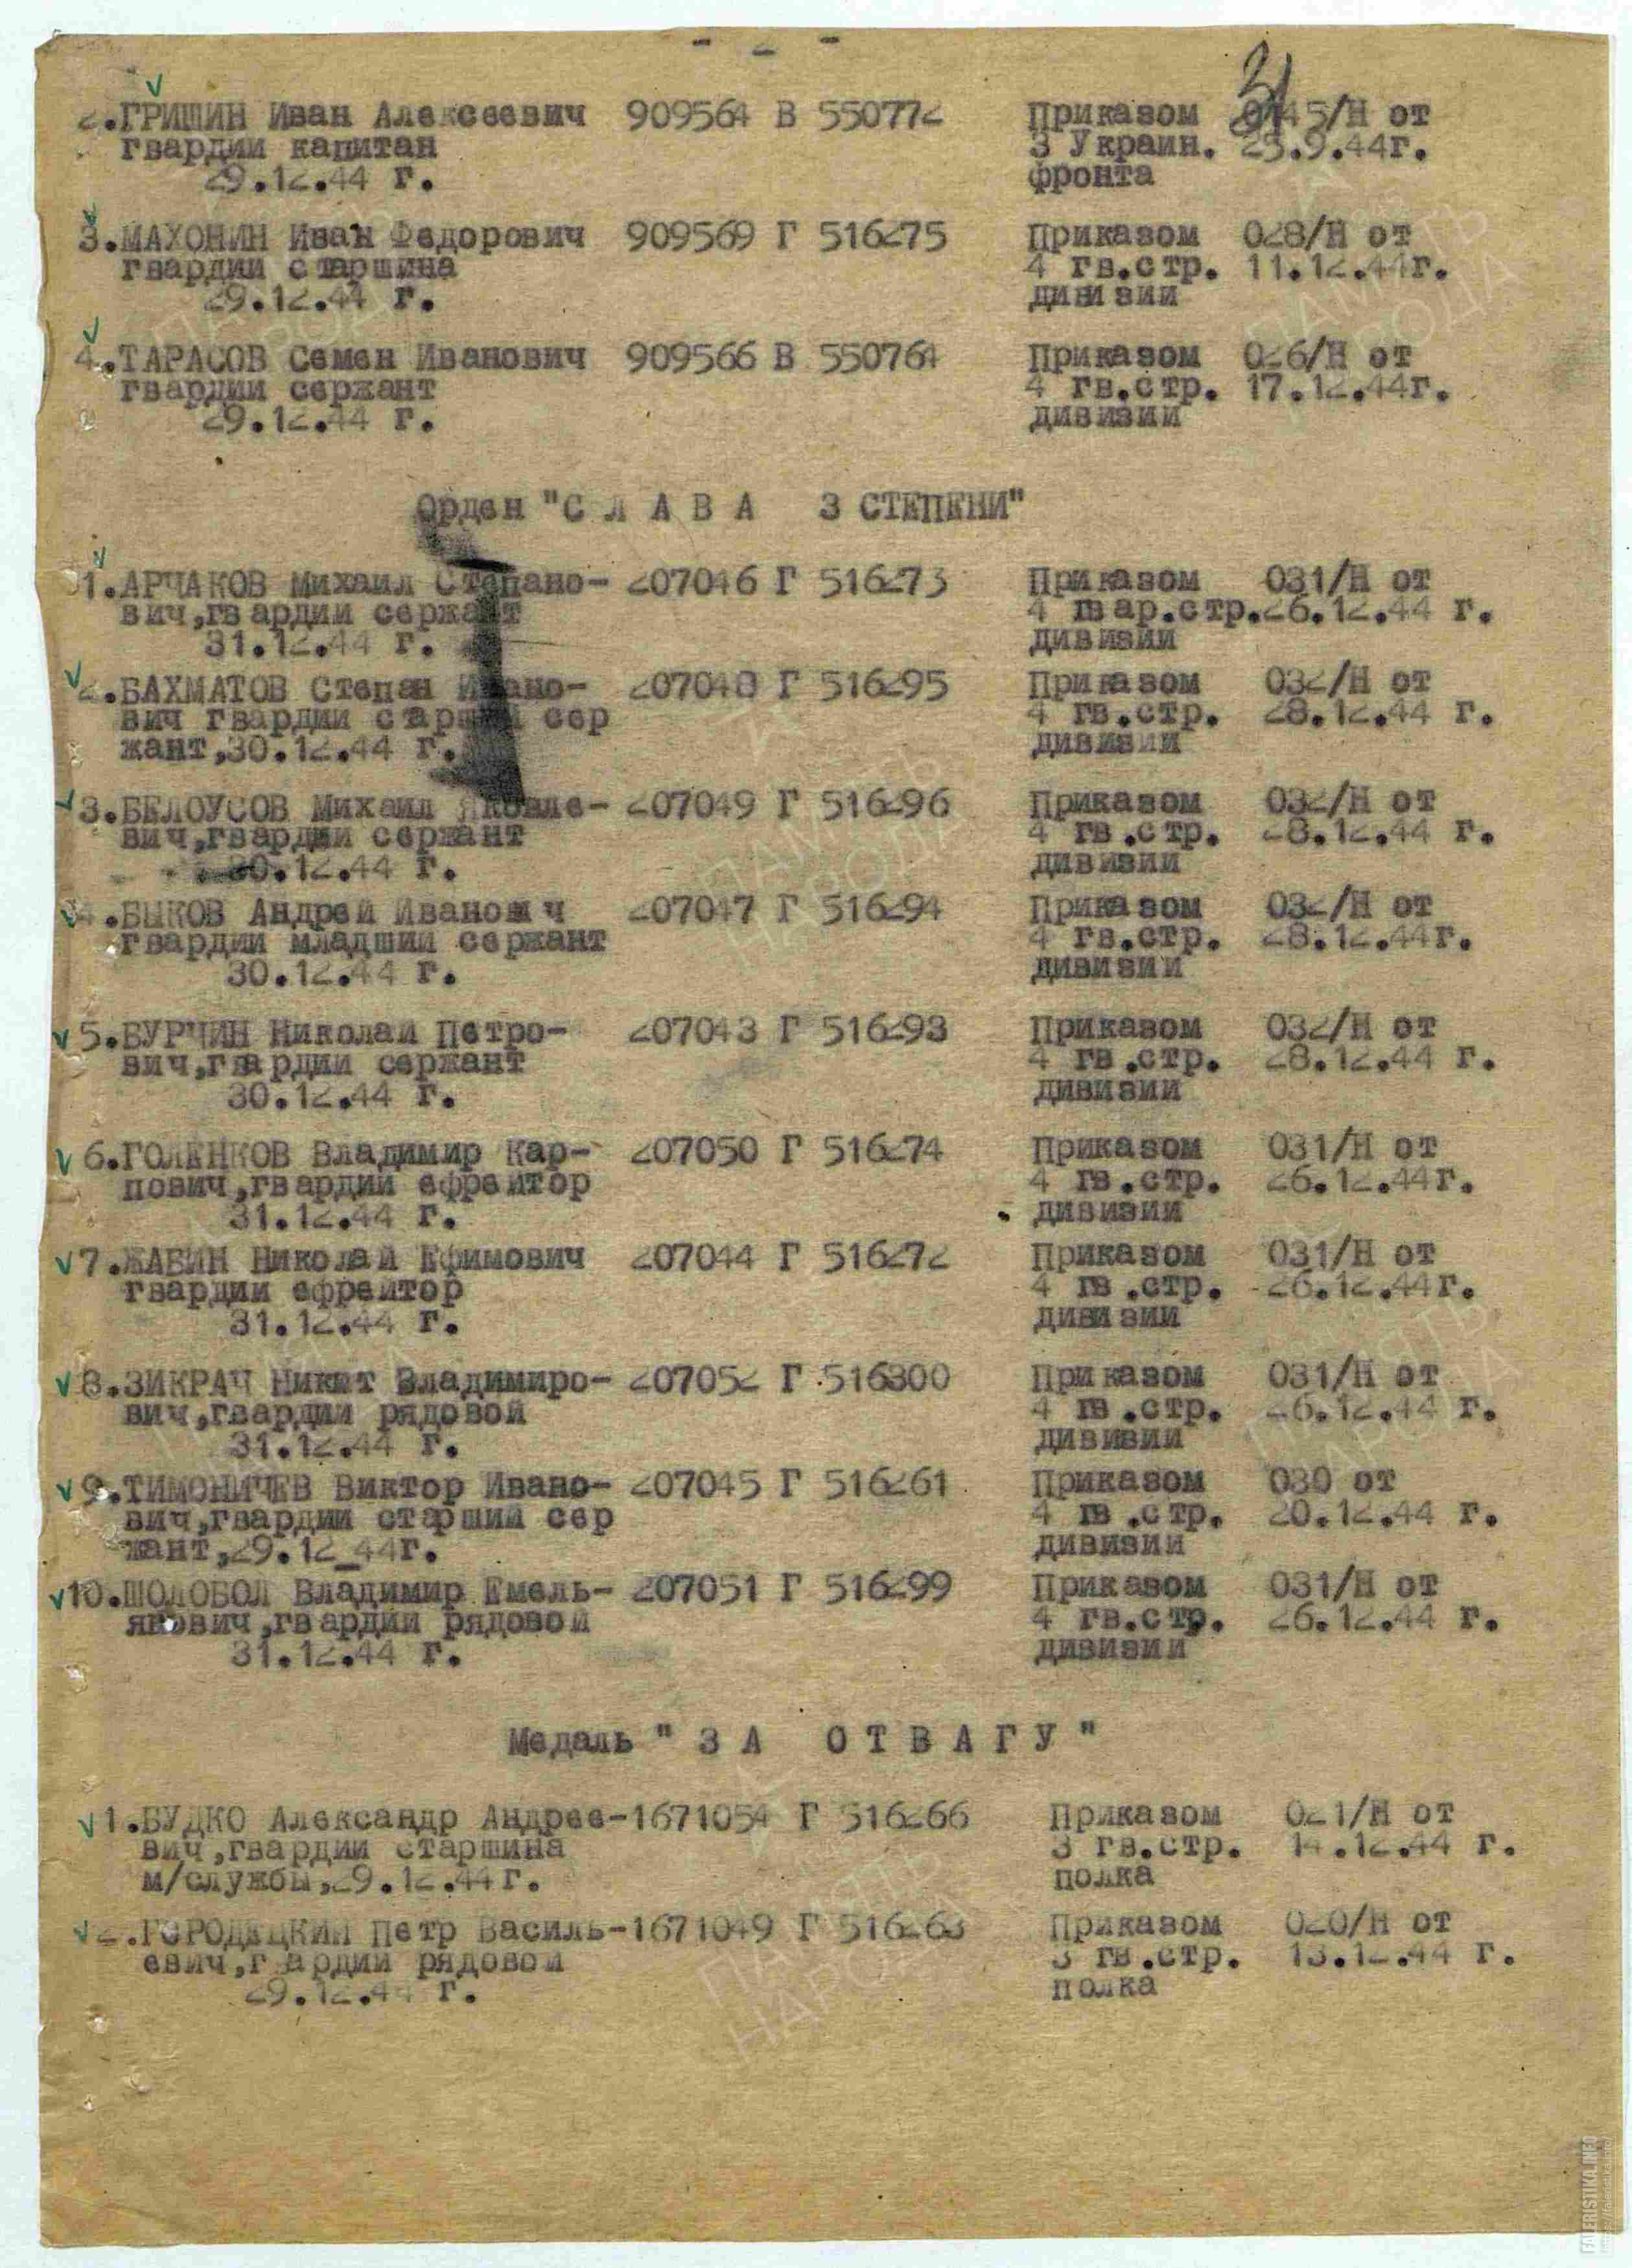 - 2 -
31
2.ГРИШИН Иван Алексеевич 909564 В 550772 Приказом 0145/Н от
гвардии капитан 3 Украин. 25.9.44г.
29.12.44 г. фронта
3.МАХОНИН Иван Федорович 909569 Г 516275 Приказом 028/Н от
гвардии старшина 4 гв.стр. 11.12.44г.
29.12.44 г. дивизии
4.ТАРАСОВ Семен Иванович 909566 В 550764 Приказом 026/Н от
гвардии сержант 4 гв.стр. 17.12.44г.
29.12.44 г. дивизии
Орден "С Л А В А 3 СТЕПЕНИ"
1.АРЧАКОВ Михаил Степано- 207046 Г 516273 Приказом 031/Н от
вич,гвардии сержант 4 гвар.стр.26.12.44 г.
31.12.44 г. дивизии
2.БАХМАТОВ Степан Ивано- 207048 Г 516295 Приказом 032/Н от
вич гвардии старший сер 4 гв.стр. 28.12.44 г.
жант,30.12.44 г. дивизии
3.БЕЛОУСОВ Михаил Яковле- 207049 Г 516296 Приказом 032/Н от
вич,гвардии сержант 4 гв.стр. 28.12.44 г.
30.12.44 г. дивизии
4.БЫКОВ Андрей Иванович 207047 Г 516294 Приказом 032/Н от
гвардии младший сержант 4 гв.стр. 28.12.44г.
30.12.44 г. дивизии
5.БУРЧИН Николай Петро- 207043 Г 516293 Приказом 032/Н от
вич,гвардии сержант 4 гв.стр. 28.12.44 г.
30.12.44 г. дивизии
6.ГОЛЕНКОВ Владимир Кар- 207050 Г 516274 Приказом 031/Н от
пович,гвардии ефрейтор 4 гв.стр. 26.12.44г.
31.12.44 г. дивизии
7.ЖАБИН Николай Ефимович 207044 Г 516272 Приказом 031/Н от
гвардии ефрейтор 4 гв.стр. 26.12.44г.
31.12.44 г. дивизии
8.ЗИКРАЧ Никит Владимиро- 207052 Г 516300 Приказом 031/Н от
вич,гвардии рядовой 4 гв.стр. 26.12.44 г.
31.12.44 г. дивизии
9.ТИМОНИЧЕВ Виктор Ивано- 207045 Г 516261 Приказом 030 от
вич,гвардии старший сер 4 гв.стр. 20.12.44 г.
жант,29.12_44г. дивизии
10.ШОЛОБОЛ Владимир Емель- 207051 Г 516299 Приказом 031/Н от
янович,гвардии рядовой 4 гв.стр. 26.12.44 г.
31.12.44 г. дивизии
Медаль "З А О Т В А Г У"
1.БУДКО Александр Андрее-1671054 Г 516266 Приказом 021/Н от
вич,гвардии старшина 3 гв.стр. 14.12.44 г.
м/службы,29.12.44г. полка
2.ГОРОДЕЦКИЙ Петр Василь-1671049 Г 516263 Приказом 020/Н от
евич,г ардии рядовой 3 гв.стр. 13.12.44 г.
29.12.44 г. полка
ПАМЯТЬ НАРОДА
FALERISTIKA.INFO
https://faleristika.info/